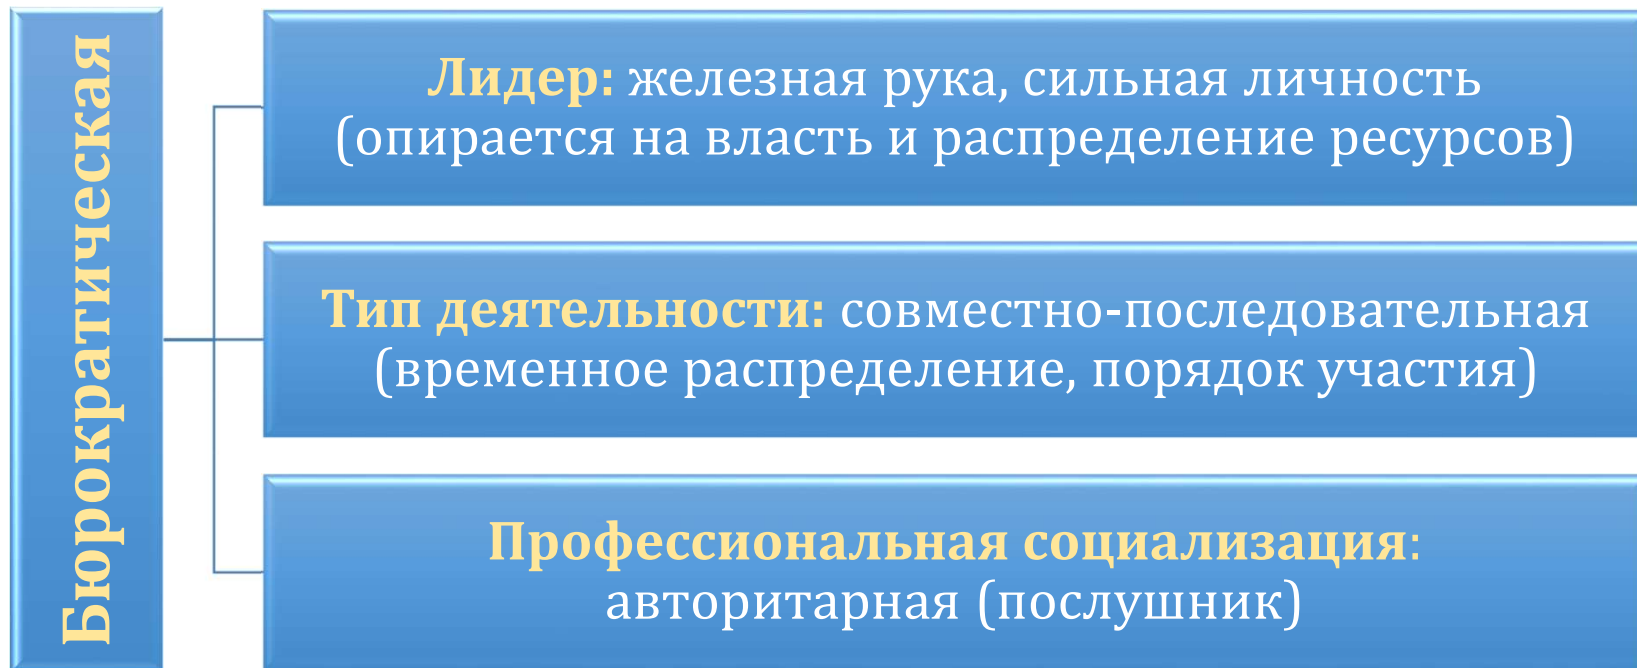 Бюрократическая
Лидер: железная рука, сильная личность
(опирается на власть и распределение ресурсов)
Тип деятельности: совместно-последовательная
(временное распределение, порядок участия)
Профессиональная социализация:
авторитарная (послушник)